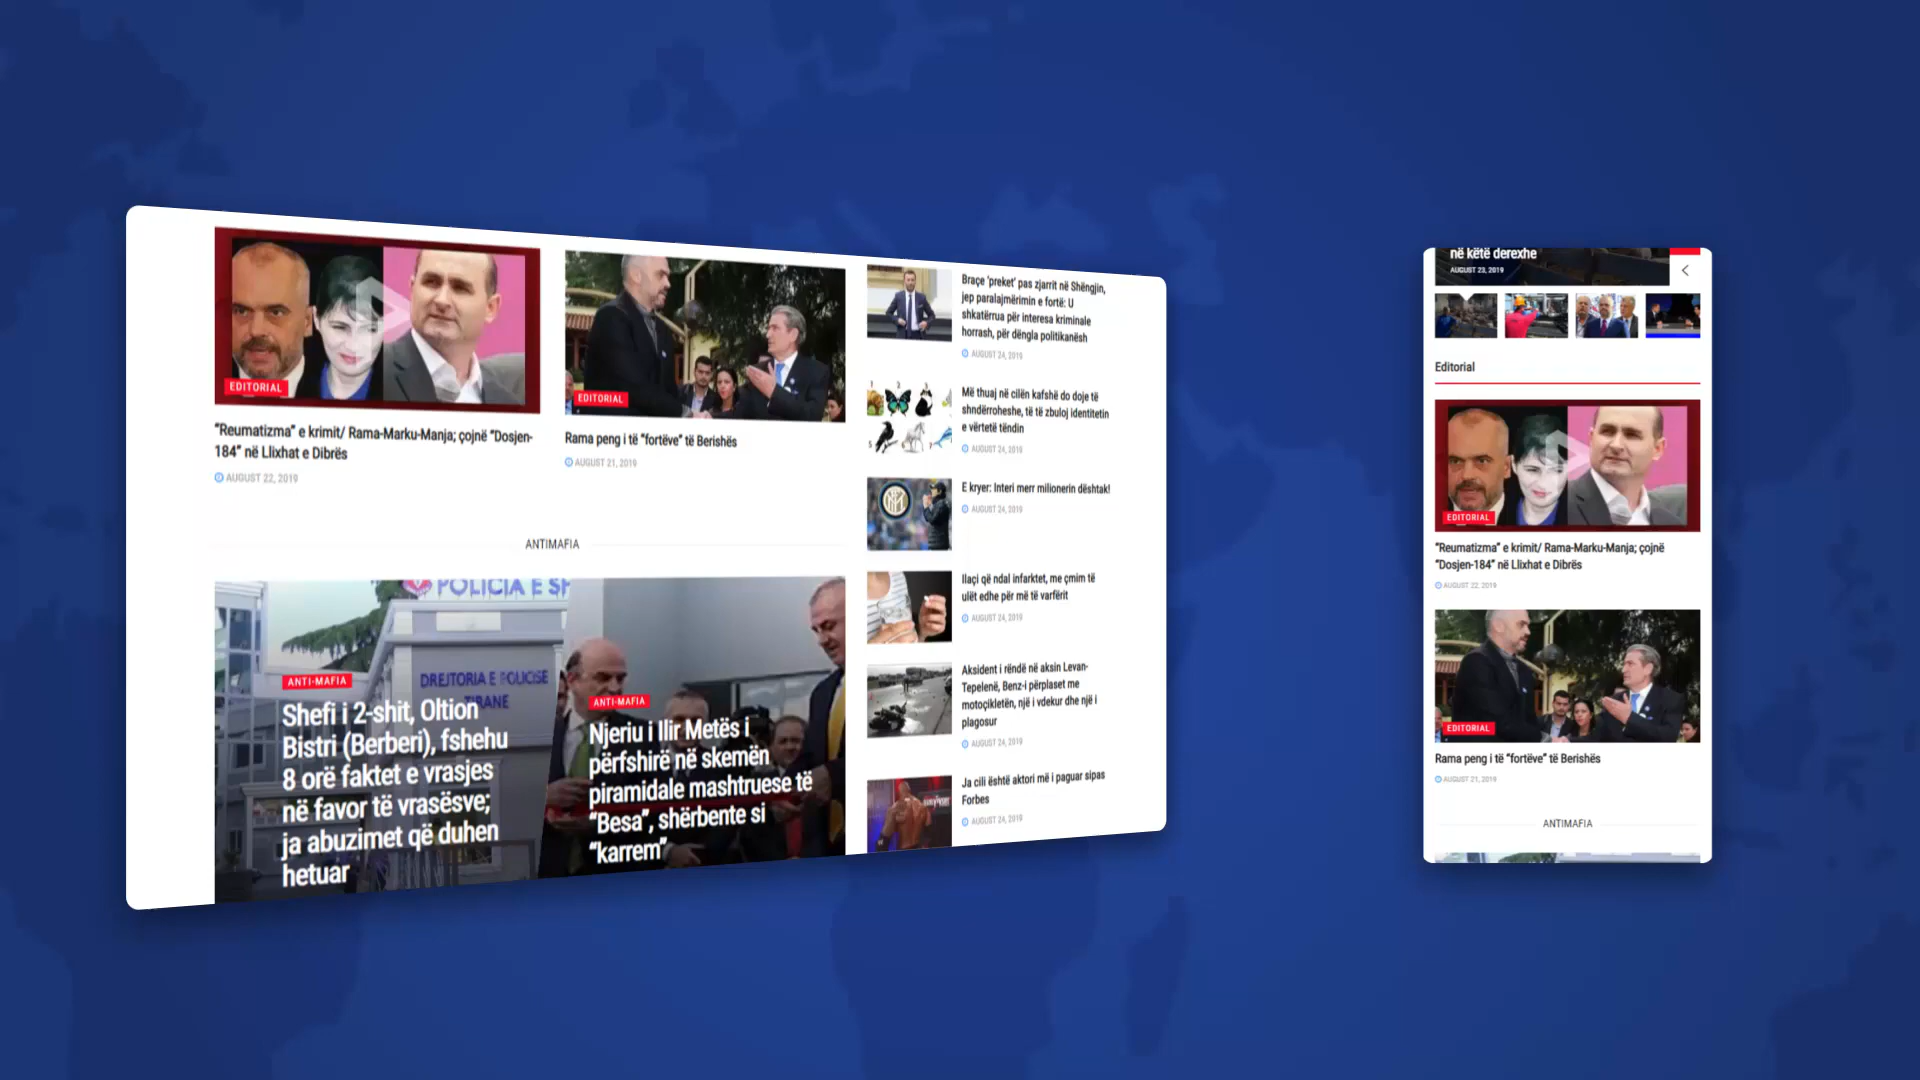 EDITORIAL
“Reumatizma” e krimit/ Rama-Marku-Manja; çojnë “Dosjen-
184” në Llixhat e Dibrës
AUGUST 22, 2019
EDITORIAL
Rama peng i të “fortëve” të Berishës
AUGUST 21, 2019
ANTIMAFIA
POLICIA E SH
DREJTORIA E POLICISE
TIRANE
ANTI-MAFIA
Shefi i 2-shit, Oltion
Bistri (Berberi), fshehu
8 orë faktet e vrasjes
në favor të vrasësve;
ja abuzimet që duhen
hetuar
ANTI-MAFIA
Njeriu i Ilir Metës i
përfshirë në skemën
piramidale mashtruese të
“Besa”, shërbente si
“karrem”
Braçe ‘preket’ pas zjarrit në Shëngjin,
jep paralajmërimin e fortë: U
shkatërrua për interesa kriminale
horrash, për dëngla politikanësh
AUGUST 24, 2019
Më thuaj në cilën kafshë do doje të
shndërroheshe, të të zbuloj identitetin
e vërtetë tëndin
AUGUST 24, 2019
E kryer: Interi merr milionerin dështak!
AUGUST 24, 2019
Ilaçi që ndal infarktet, me çmim të
ulët edhe për më të varfërit
AUGUST 24, 2019
Aksident i rëndë në aksin Levan-
Tepelenë, Benz-i përplaset me
motoçikletën, një i vdekur dhe një i
plagosur
AUGUST 24, 2019
Ja cili është aktori më i paguar sipas
Forbes
AUGUST 24, 2019
në këtë derexhe
AUGUST 23, 2019
Editorial
EDITORIAL
“Reumatizma” e krimit/ Rama-Marku-Manja; çojnë
“Dosjen-184” në Llixhat e Dibrës
AUGUST 22, 2019
EDITORIAL
Rama peng i të “fortëve” të Berishës
AUGUST 21, 2019
ANTIMAFIA